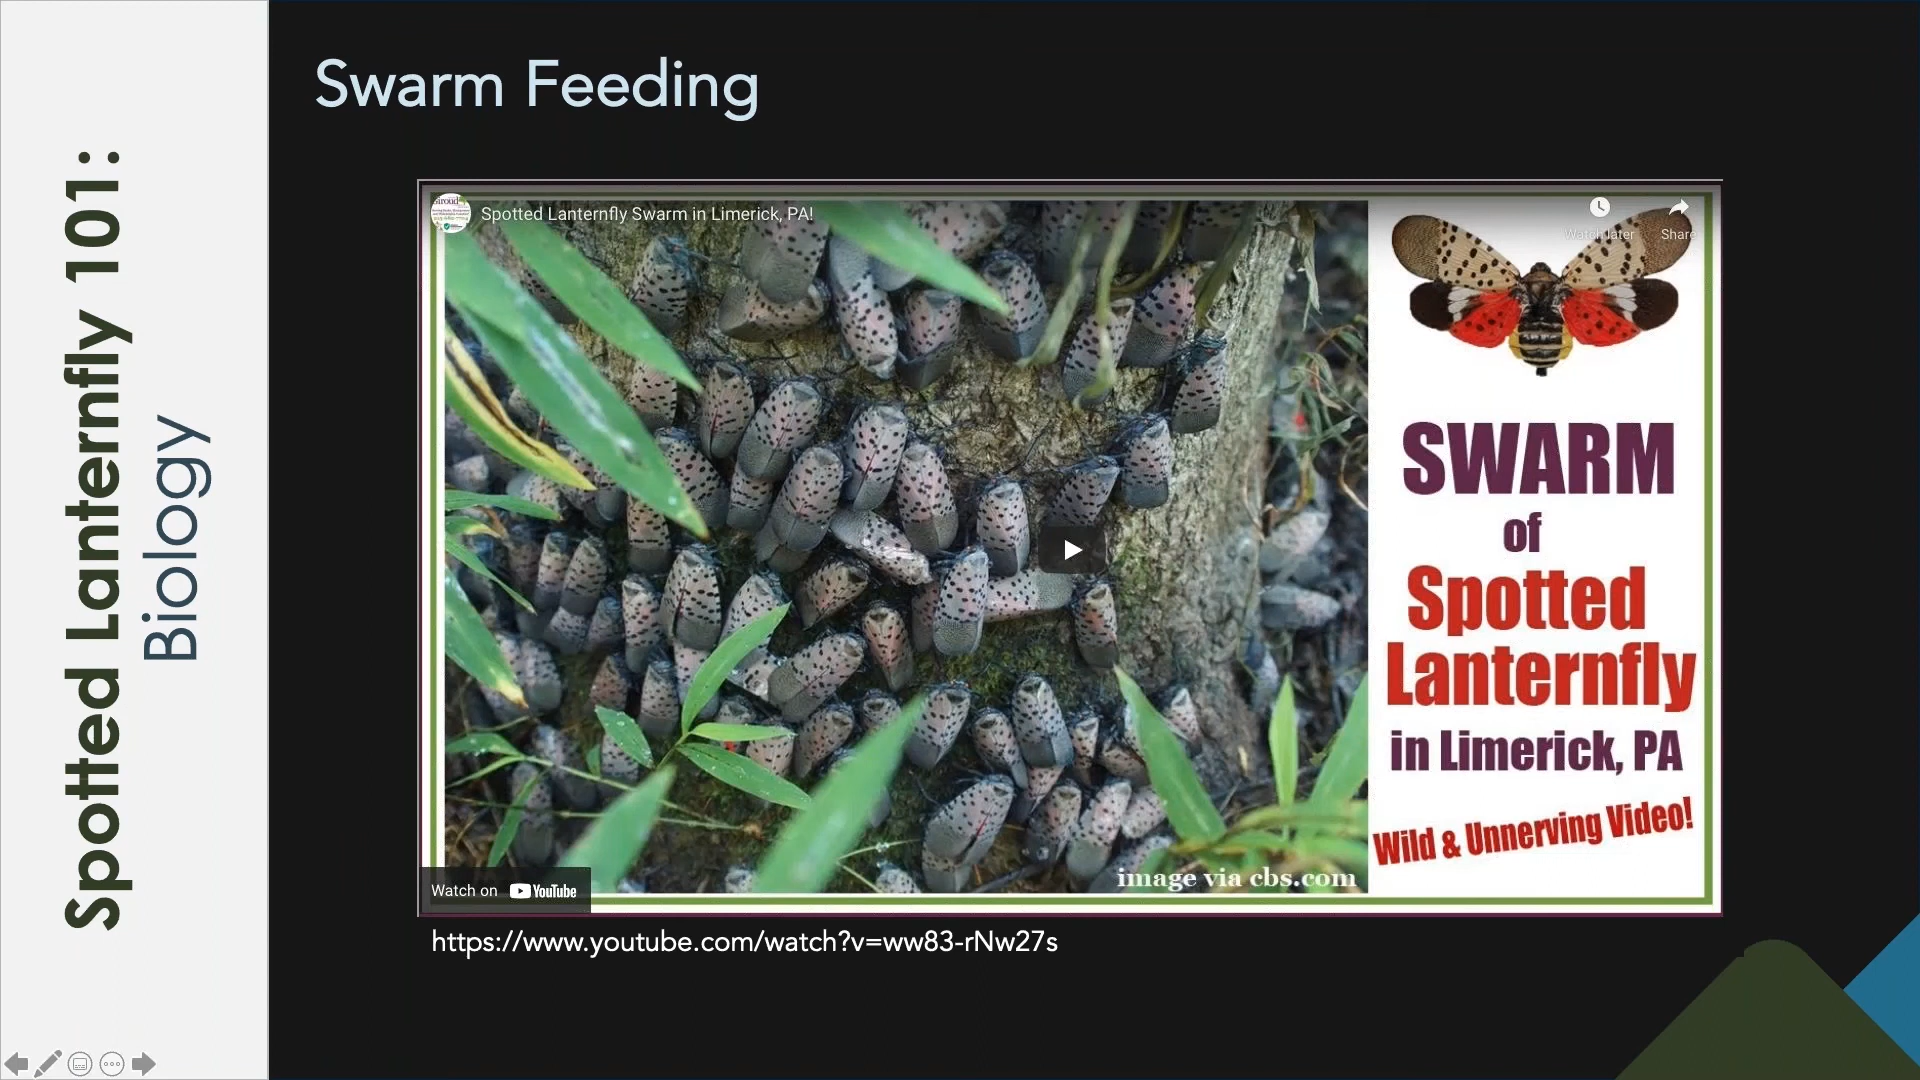 Spotted Lanternfly 101:
Biology
Swarm Feeding
Spotted Lanternfly Swarm in Limerick, PA!
Watch later
Share
SWARM
of
Spotted
Lanternfly
in Limerick, PA
Wild & Unnerving Video!
image via cbs.com
Watch on YouTube
https://www.youtube.com/watch?v=ww83-rNw27s